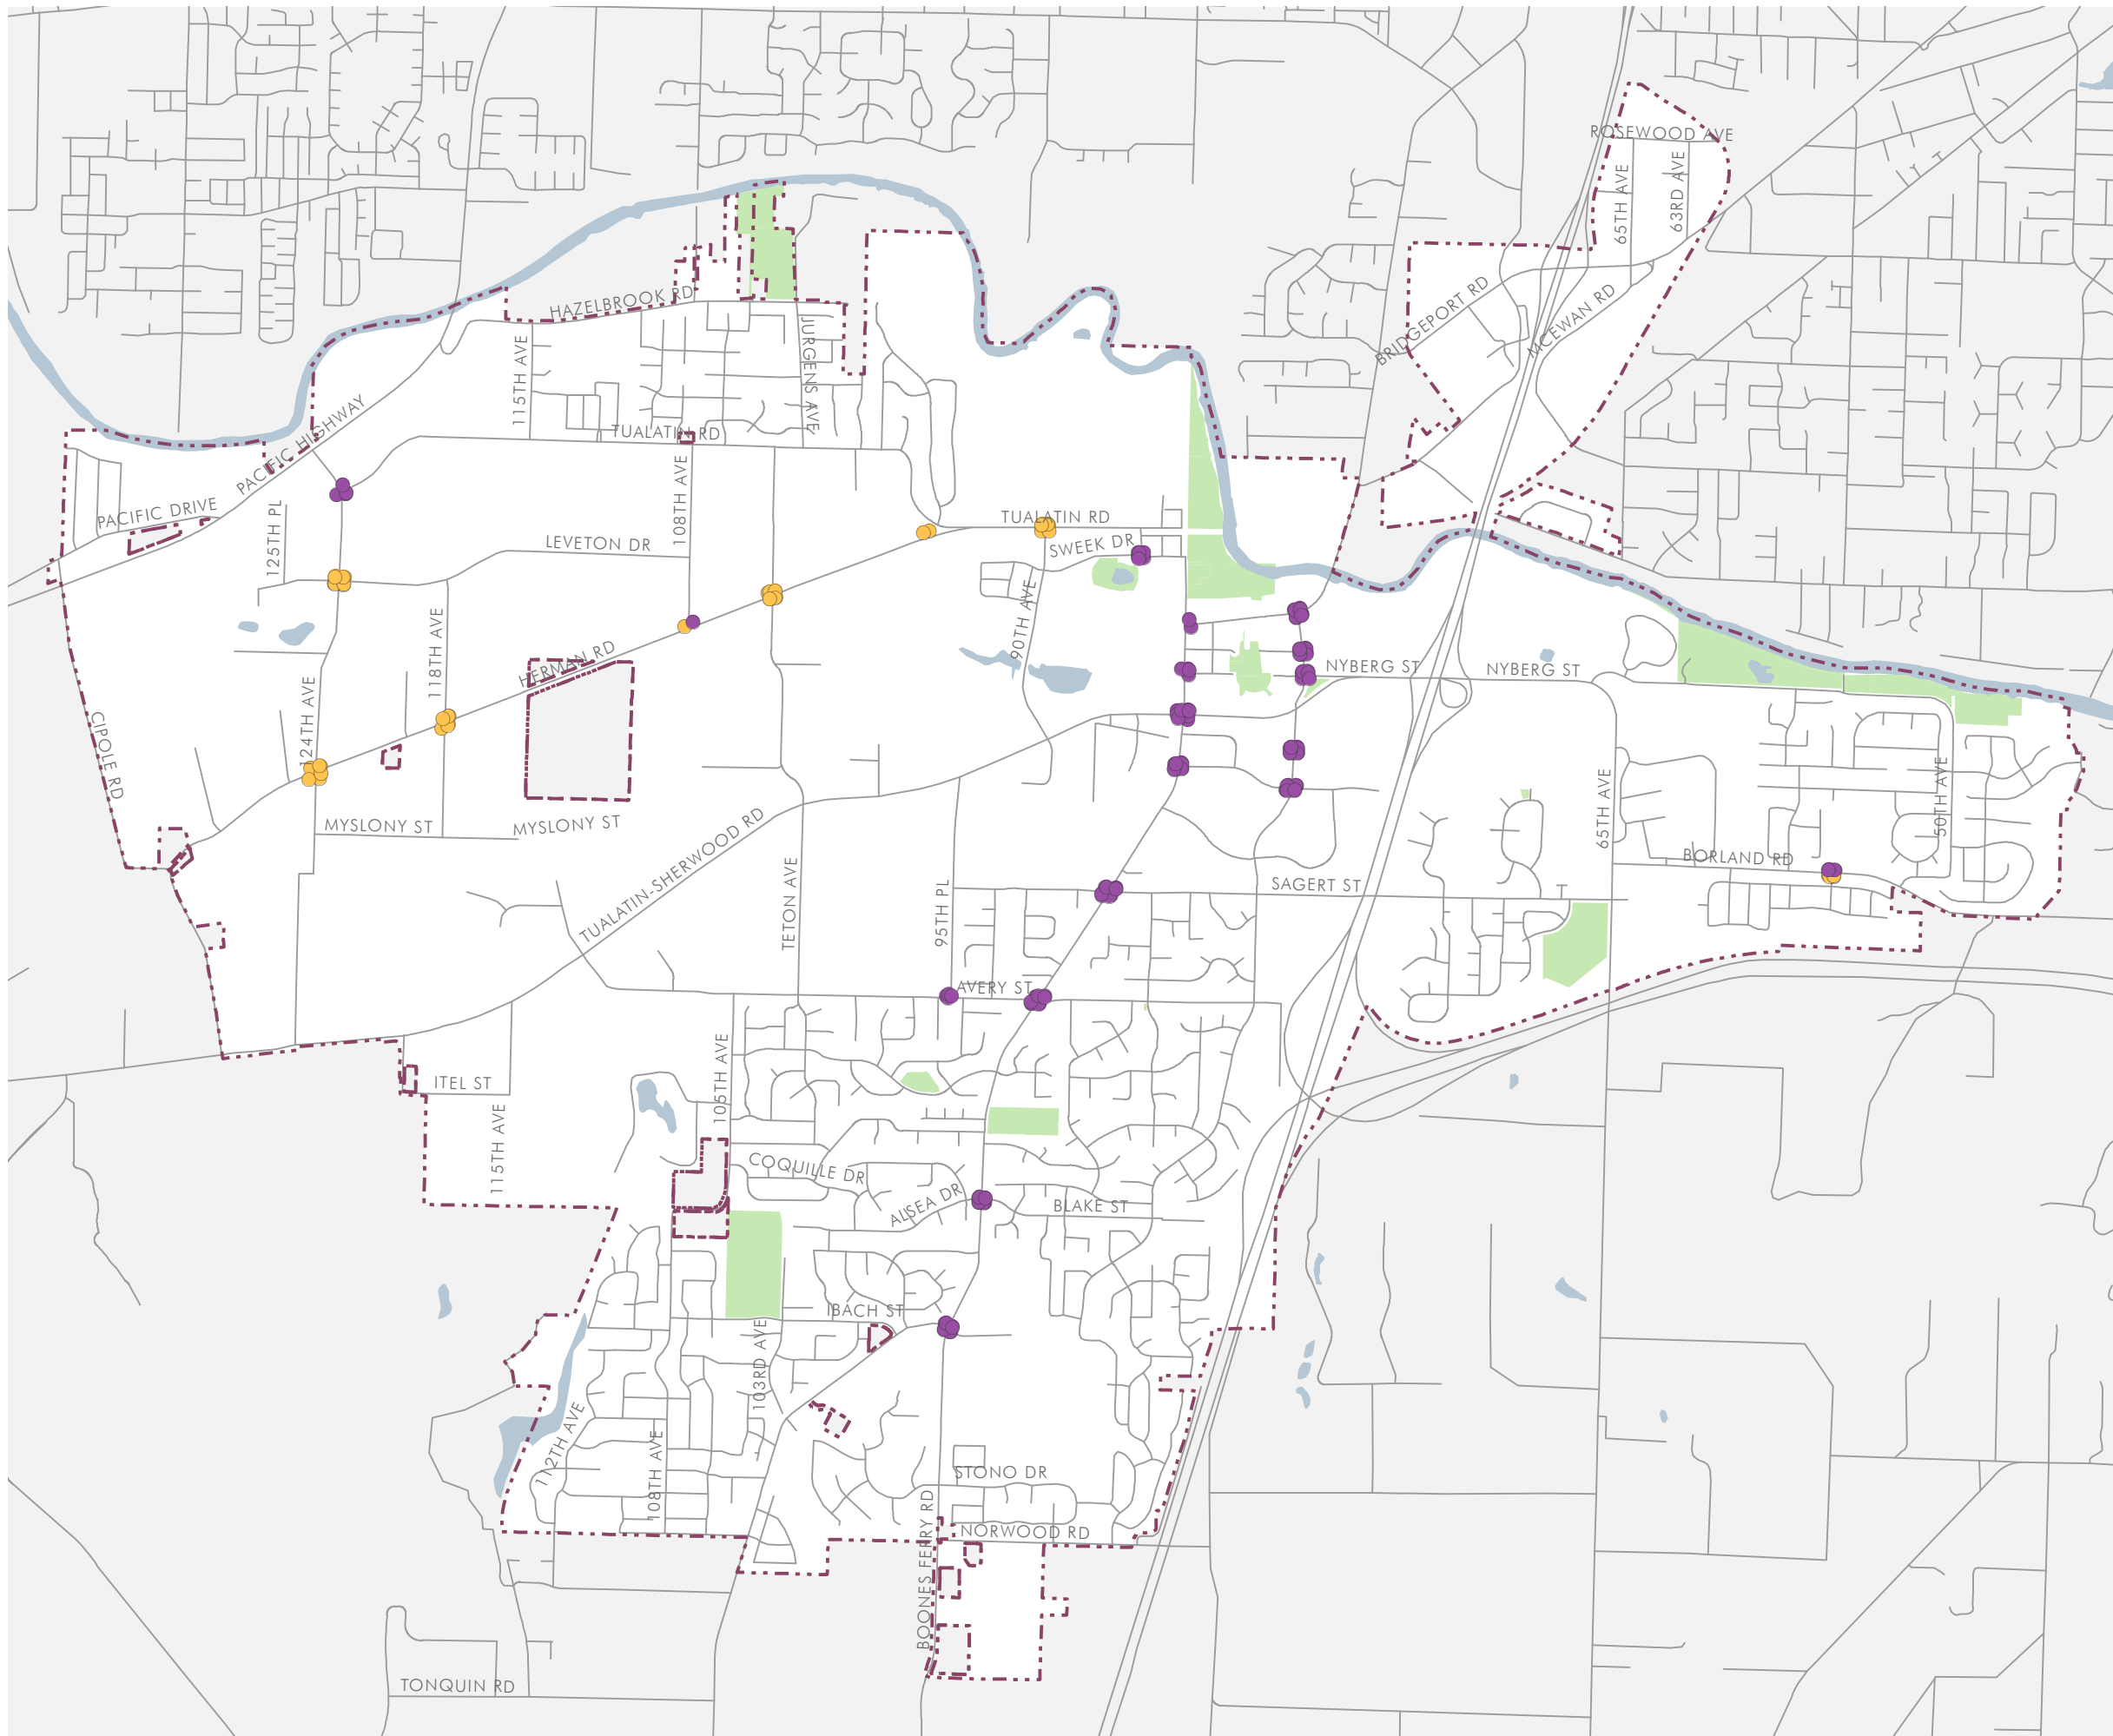 ROSEWOOD AVE
65TH AVE
63RD AVE
HAZELBROOK RD
BRIDGEPORT RD
MCEWAN RD
115TH AVE
JURGENS AVE
PACIFIC HIGHWAY
TUALATIN RD
108TH AVE
PACIFIC DRIVE
125TH PL
LEVETON DR
TUALATIN RD
SWEEK DR
90TH AVE
118TH AVE
HERMAN RD
NYBERG ST
NYBERG ST
124TH AVE
CIPOLE RD
65TH AVE
50TH AVE
MYSLONY ST
MYSLONY ST
TUALATIN-SHERWOOD RD
TETON AVE
BORLAND RD
95TH PL
SAGERT ST
AVERY ST
105TH AVE
ITEL ST
115TH AVE
COQUILLE DR
ALSEA DR
BLAKE ST
IBACH ST
103RD AVE
112TH AVE
108TH AVE
STONO DR
BOONES FERRY RD
NORWOOD RD
TONQUIN RD